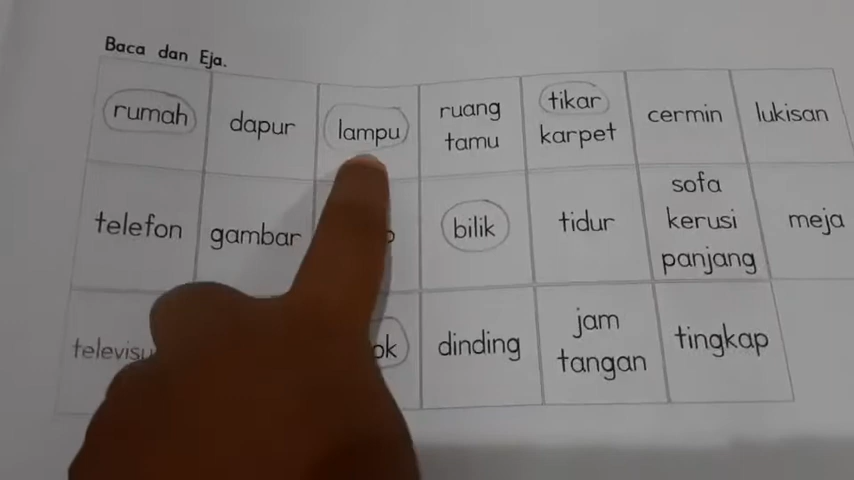 Baca dan Eja.
rumah
dapur
lampu
ruang
tamu
tikar
karpet
cermin
lukisan
telefon
gambar
bilik
tidur
sofa
kerusi
panjang
meja
dinding
jam
tangan
tingkap